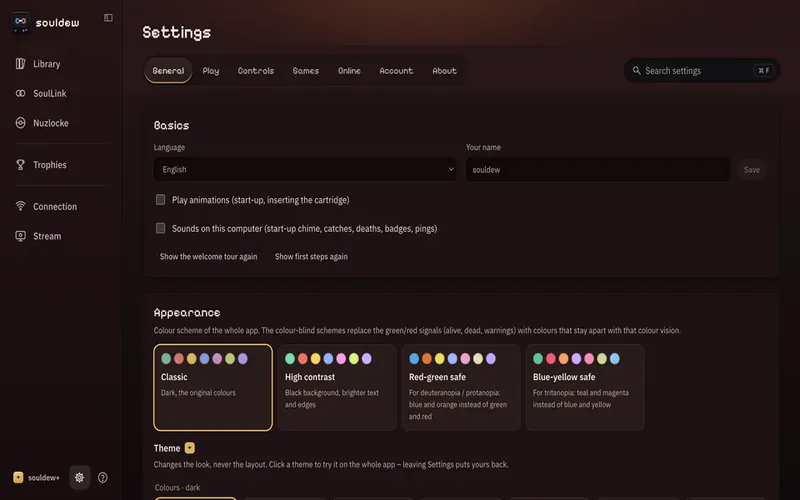 souldew
Library
SoulLink
Nuzlocke
Trophies
Connection
Stream
souldew+
Settings
General
Play
Controls
Games
Online
Account
About
Search settings
⌘ F
Basics
Language
Your name
English
souldew
Save
Play animations (start-up, inserting the cartridge)
Sounds on this computer (start-up chime, catches, deaths, badges, pings)
Show the welcome tour again
Show first steps again
Appearance
Colour scheme of the whole app. The colour-blind schemes replace the green/red signals (alive, dead, warnings) with colours that stay apart with that colour vision.
Classic
Dark, the original colours
High contrast
Black background, brighter text
and edges
Red-green safe
For deuteranopia / protanopia:
blue and orange instead of green
and red
Blue-yellow safe
For tritanopia: teal and magenta
instead of blue and yellow
Theme
Changes the look, never the layout. Click a theme to try it on the whole app – leaving Settings puts yours back.
Colours · dark